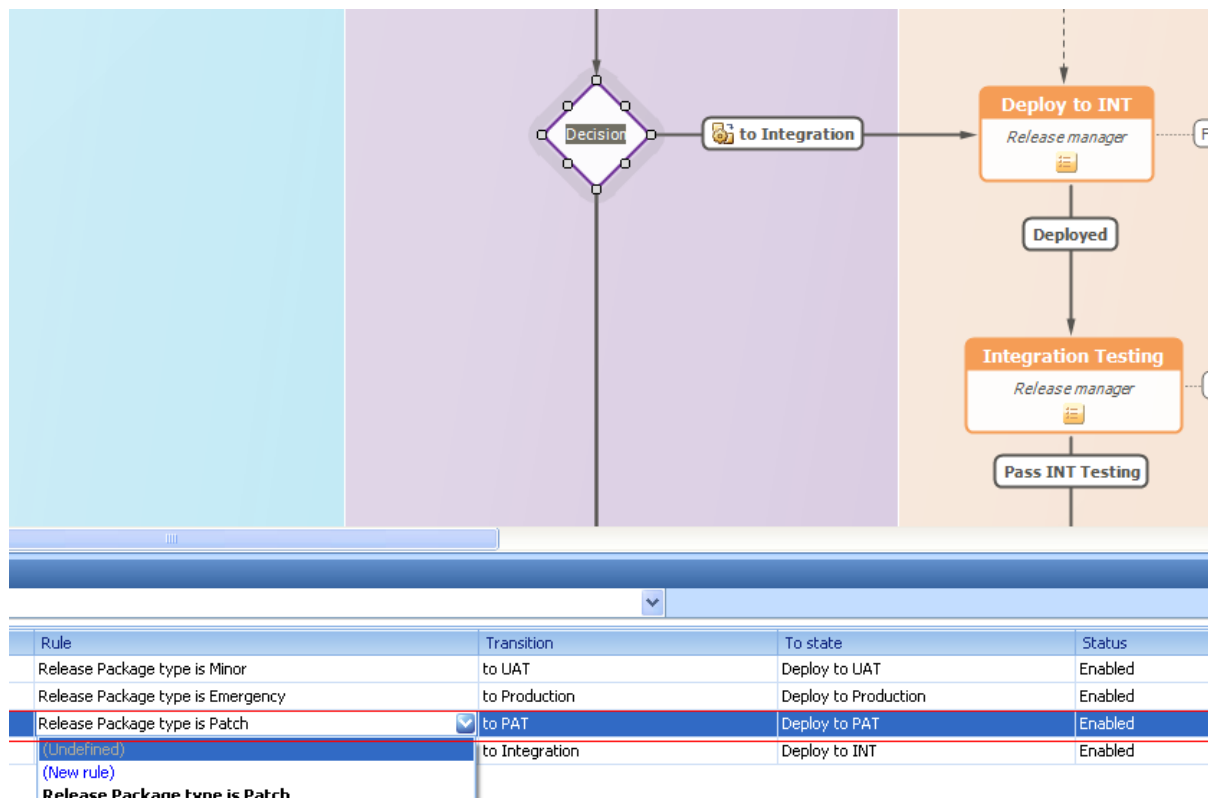 Deploy to INT
Decision
to Integration
Release manager
F
Deployed
Integration Testing
Release manager
Pass INT Testing
Rule Transition To state Status
Release Package type is Minor to UAT Deploy to UAT Enabled
Release Package type is Emergency to Production Deploy to Production Enabled
Release Package type is Patch to PAT Deploy to PAT Enabled
(Undefined) to Integration Deploy to INT Enabled
(New rule)
Release Package type is Patch